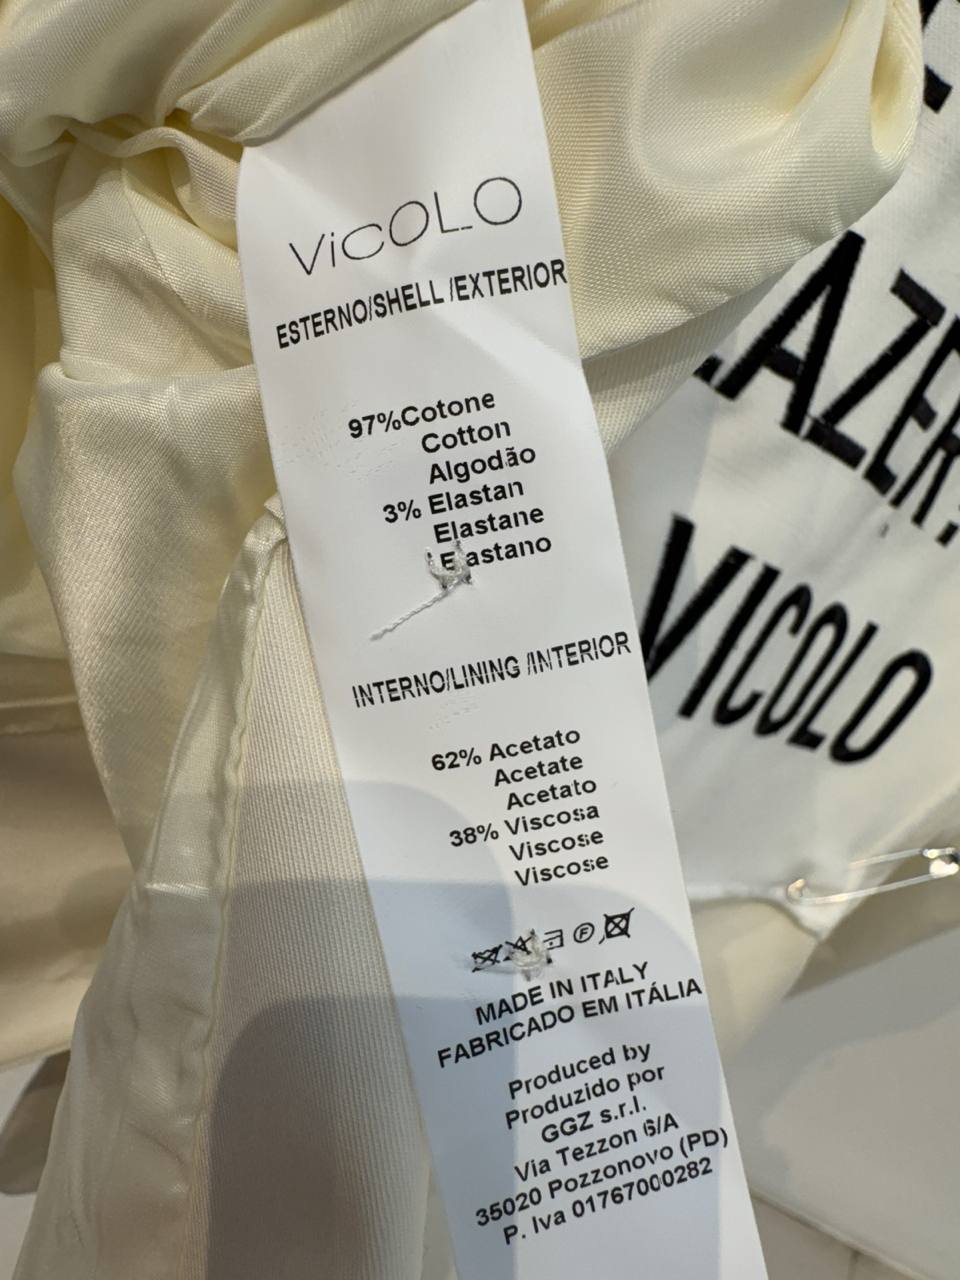 ViCOLO
ESTERNO/SHELL /EXTERIOR
97%Cotone
Cotton
Algodão
3% Elastan
Elastane
Elastano
INTERNO/LINING /INTERIOR
62% Acetato
Acetate
Acetato
38% Viscosa
Viscose
Viscose
MADE IN ITALY
FABRICADO EM ITÁLIA
Produced by
Produzido por
GGZ s.r.l.
Via Tezzon 6/A
35020 Pozzonovo (PD)
P. Iva 01767000282
VICOLO